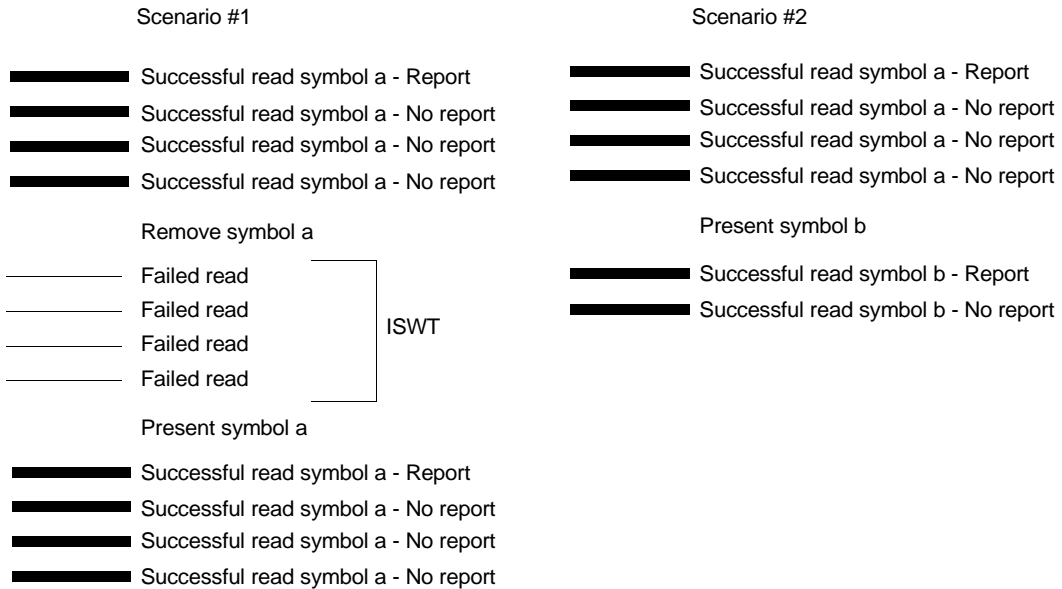 Scenario #1
Successful read symbol a - Report
Successful read symbol a - No report
Successful read symbol a - No report
Successful read symbol a - No report
Remove symbol a
Failed read
Failed read
Failed read
Failed read
ISWT
Present symbol a
Successful read symbol a - Report
Successful read symbol a - No report
Successful read symbol a - No report
Successful read symbol a - No report
Scenario #2
Successful read symbol a - Report
Successful read symbol a - No report
Successful read symbol a - No report
Successful read symbol a - No report
Present symbol b
Successful read symbol b - Report
Successful read symbol b - No report